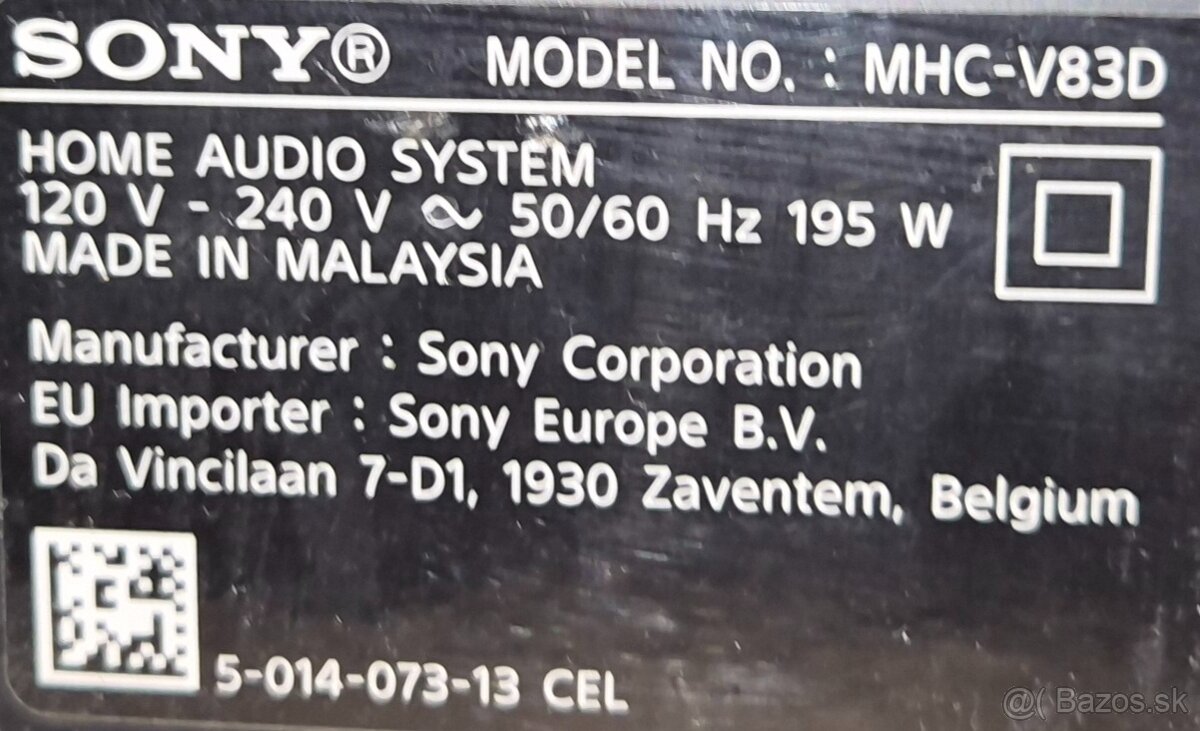 SONY® MODEL NO. : MHC-V83D
HOME AUDIO SYSTEM
120 V - 240 V ∿ 50/60 Hz 195 W
MADE IN MALAYSIA
Manufacturer : Sony Corporation
EU Importer : Sony Europe B.V.
Da Vincilaan 7-D1, 1930 Zaventem, Belgium
5-014-073-13 CEL
@( Bazos.sk